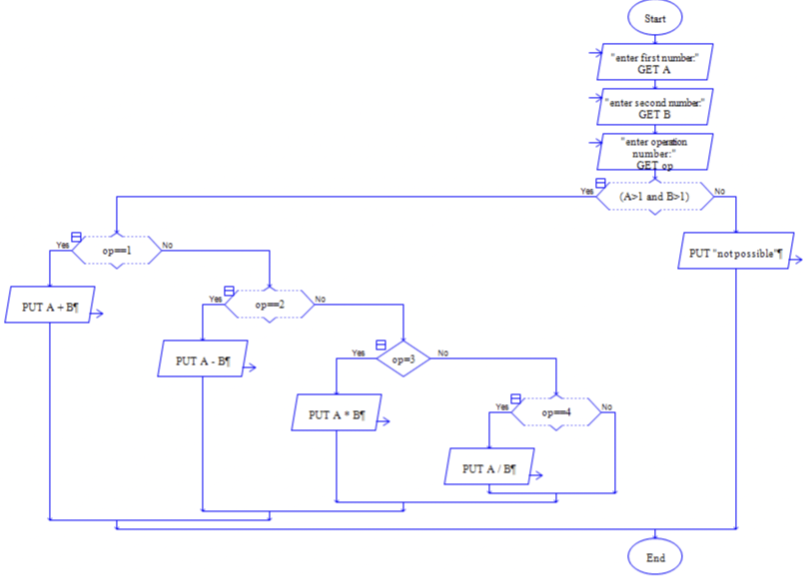 Start
"enter first number:"
GET A
"enter second number:"
GET B
"enter operation
number:"
GET op
Yes
(A>1 and B>1)
No
Yes
op==1
No
PUT "not possible"¶
PUT A + B¶
Yes
op==2
No
PUT A - B¶
Yes
op=3
No
PUT A * B¶
Yes
op==4
No
PUT A / B¶
End